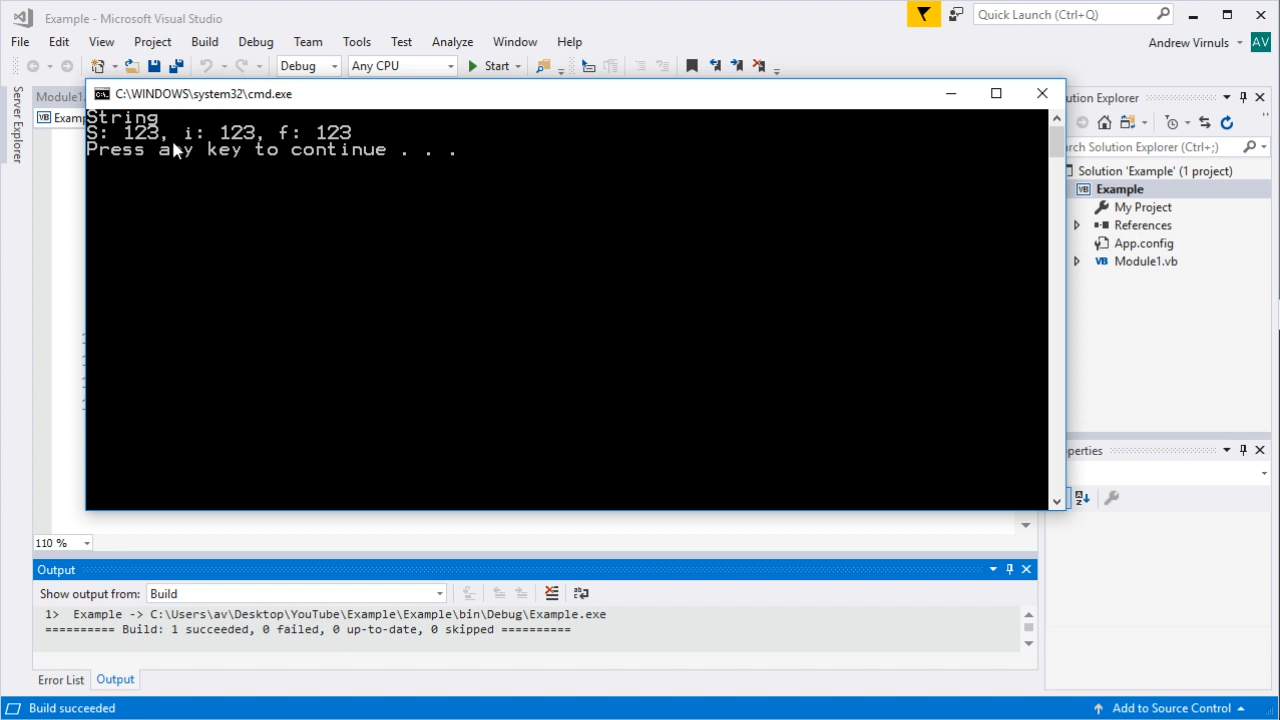 Example - Microsoft Visual Studio
Quick Launch (Ctrl+Q)
File Edit View Project Build Debug Team Tools Test Analyze Window Help
Andrew Virnuls AV
Debug Any CPU Start
Server Explorer
Module1
C:\WINDOWS\system32\cmd.exe
ution Explorer
Examp
String
S: 123, i: 123, f: 123
Press any key to continue . . .
rch Solution Explorer (Ctrl+;)
Solution 'Example' (1 project)
VB Example
My Project
References
App.config
VB Module1.vb
perties
110 %
Output
Show output from: Build
1> Example -> C:\Users\av\Desktop\YouTube\Example\Example\bin\Debug\Example.exe
========== Build: 1 succeeded, 0 failed, 0 up-to-date, 0 skipped ==========
Error List Output
Build succeeded
Add to Source Control